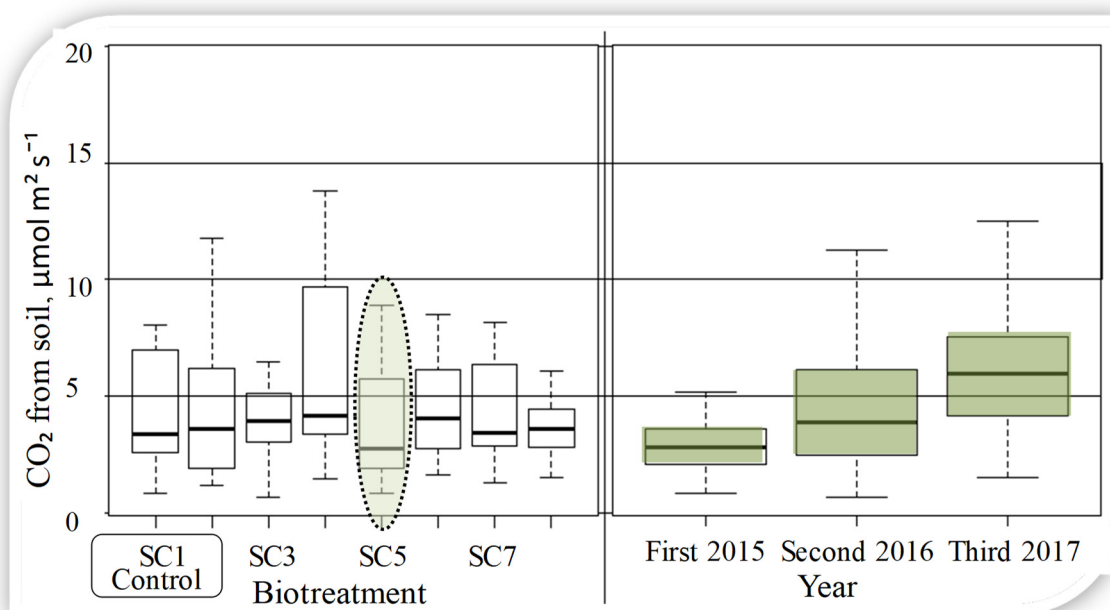 CO₂ from soil, µmol m² s⁻¹
20
15
10
5
0
SC1
Control
SC3
SC5
SC7
Biotreatment
First 2015
Second 2016
Third 2017
Year